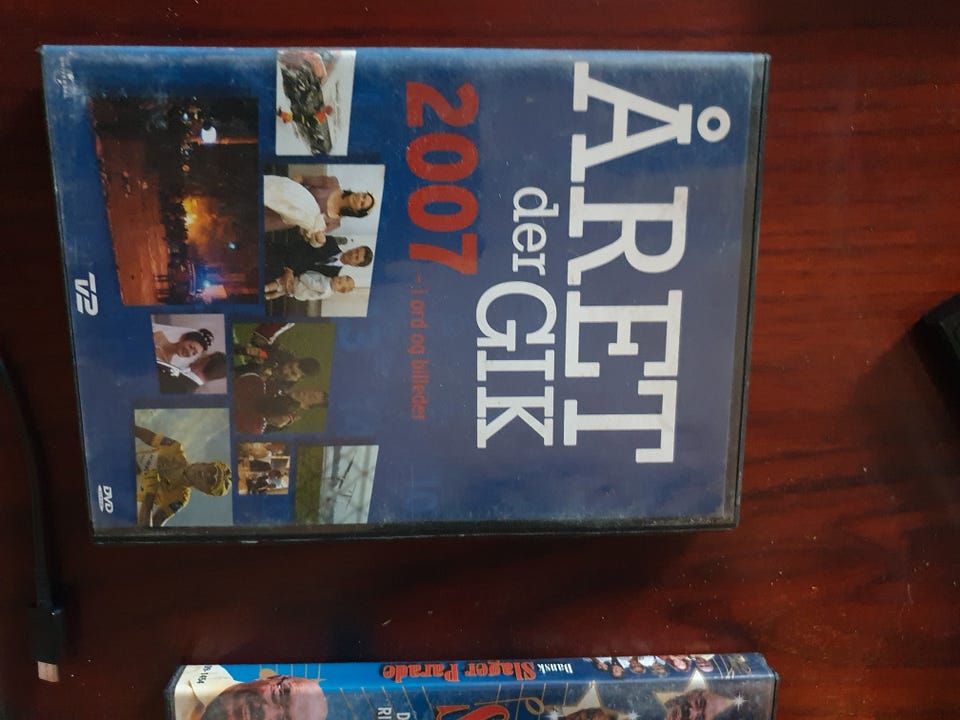 ÅRET
der GIK
2007
- i ord og billeder
TV2
DVD
Dansk
Slager Parade